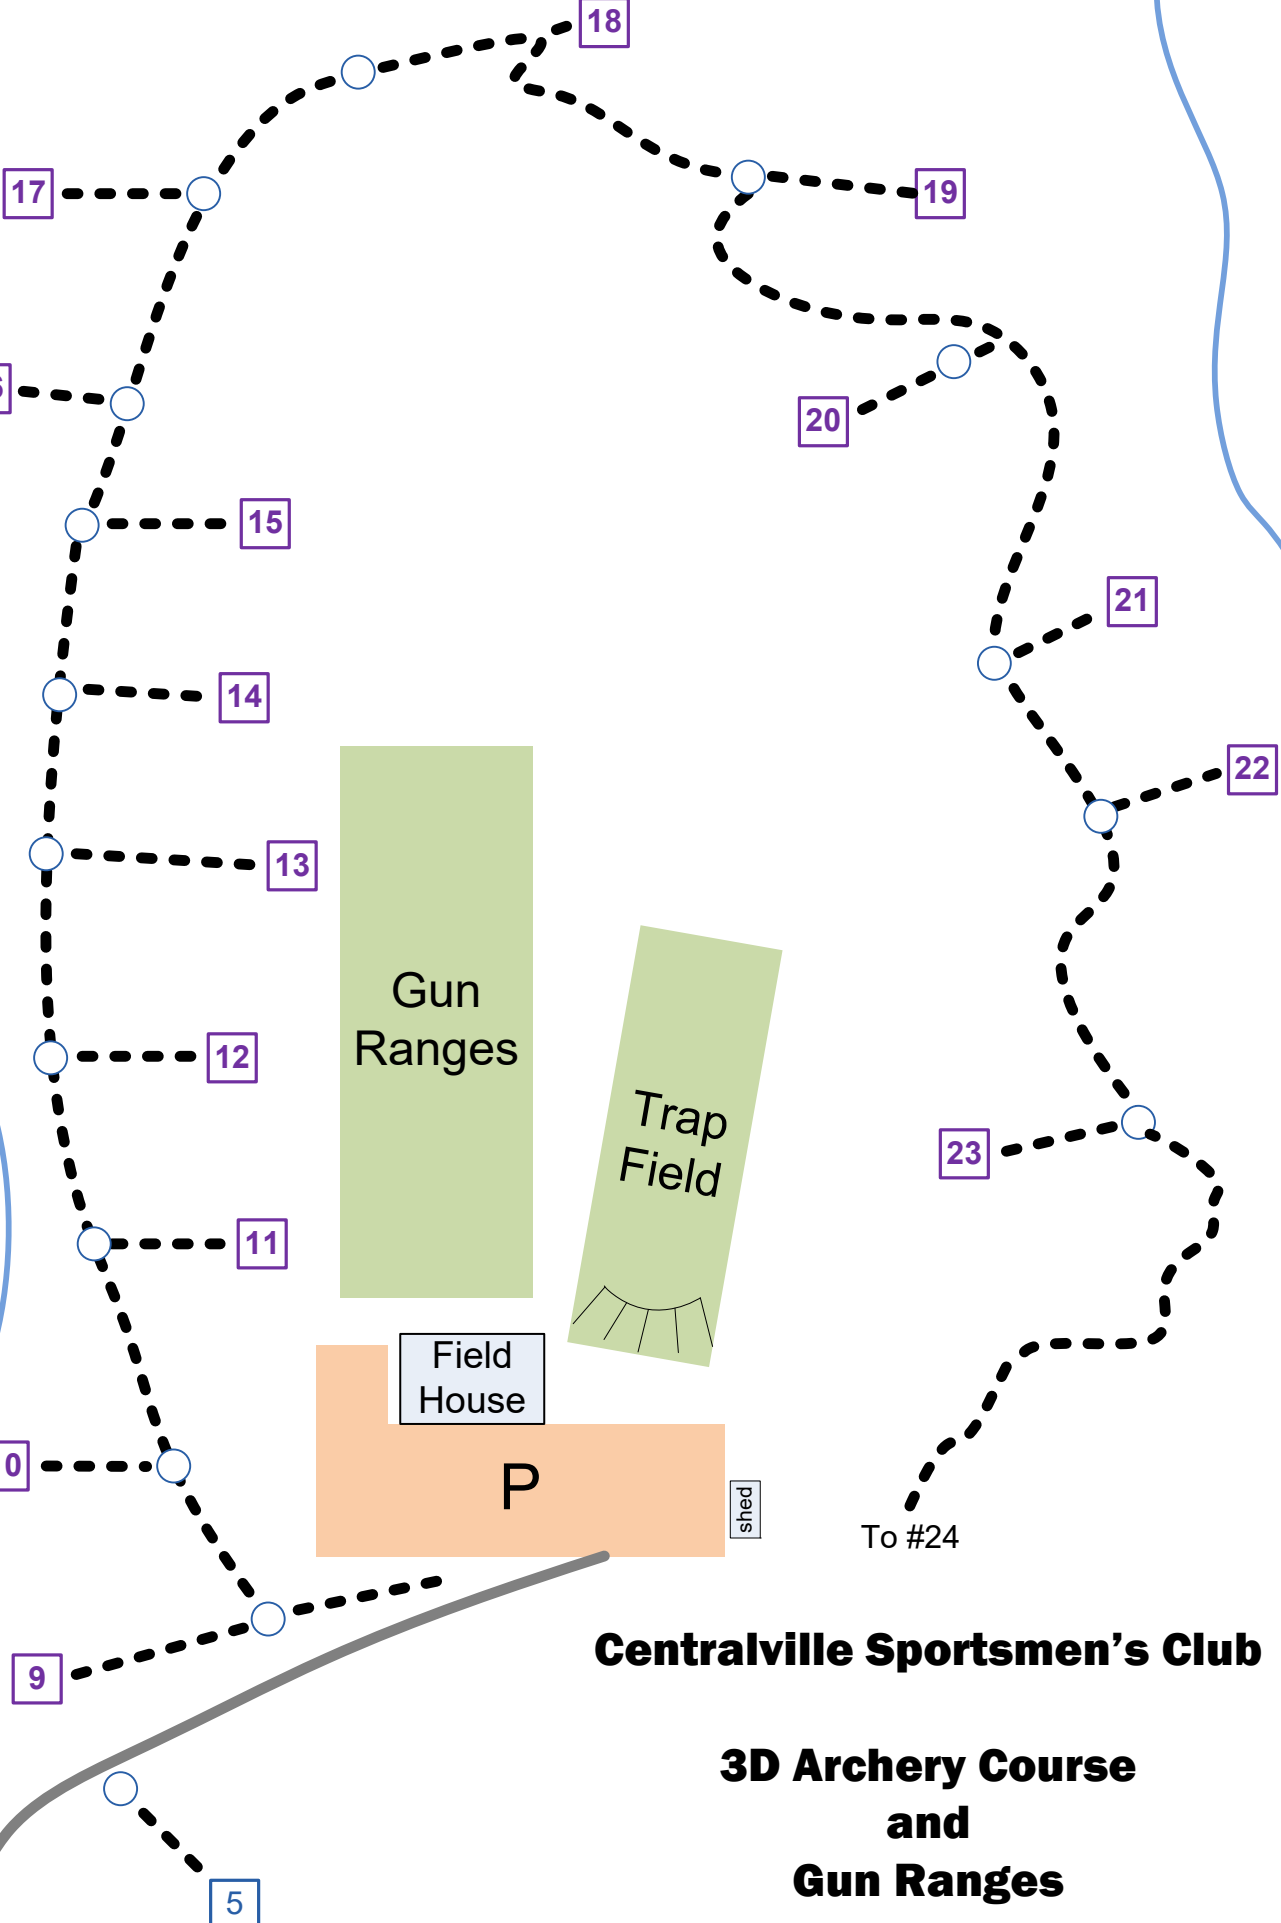 18
17
19
20
15
21
14
22
13
Gun
Ranges
12
Trap
Field
23
11
Field
House
0
P
shed
To #24
9
Centralville Sportsmen’s Club
3D Archery Course
and
Gun Ranges
5